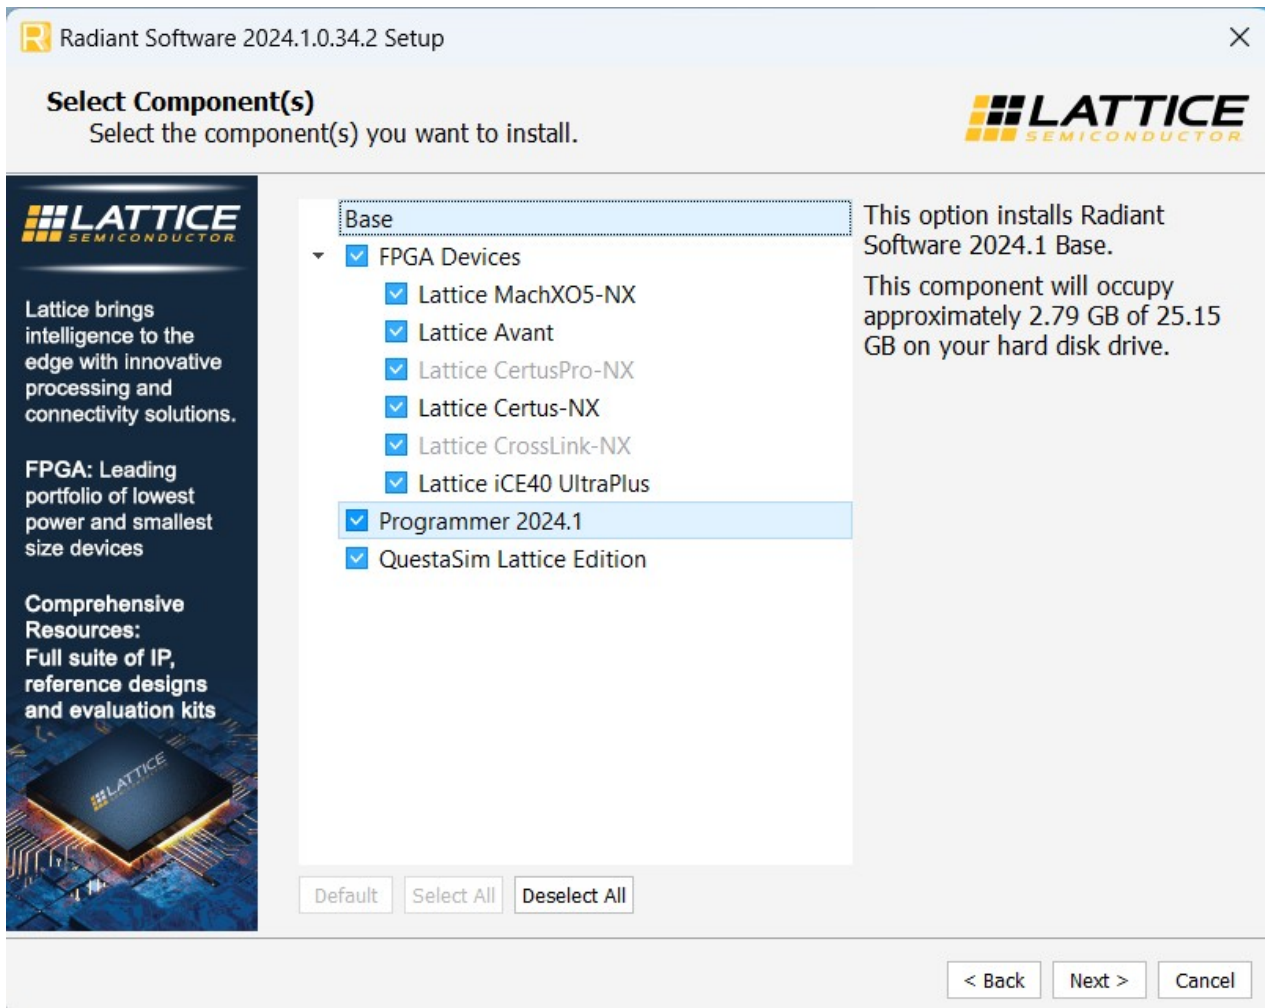 Radiant Software 2024.1.0.34.2 Setup
Select Component(s)
Select the component(s) you want to install.
LATTICE
SEMICONDUCTOR
LATTICE
SEMICONDUCTOR
Lattice brings
intelligence to the
edge with innovative
processing and
connectivity solutions.
FPGA: Leading
portfolio of lowest
power and smallest
size devices
Comprehensive
Resources:
Full suite of IP,
reference designs
and evaluation kits
LATTICE
Base
FPGA Devices
Lattice MachXO5-NX
Lattice Avant
Lattice CertusPro-NX
Lattice Certus-NX
Lattice CrossLink-NX
Lattice iCE40 UltraPlus
Programmer 2024.1
QuestaSim Lattice Edition
This option installs Radiant
Software 2024.1 Base.
This component will occupy
approximately 2.79 GB of 25.15
GB on your hard disk drive.
Default
Select All
Deselect All
< Back
Next >
Cancel